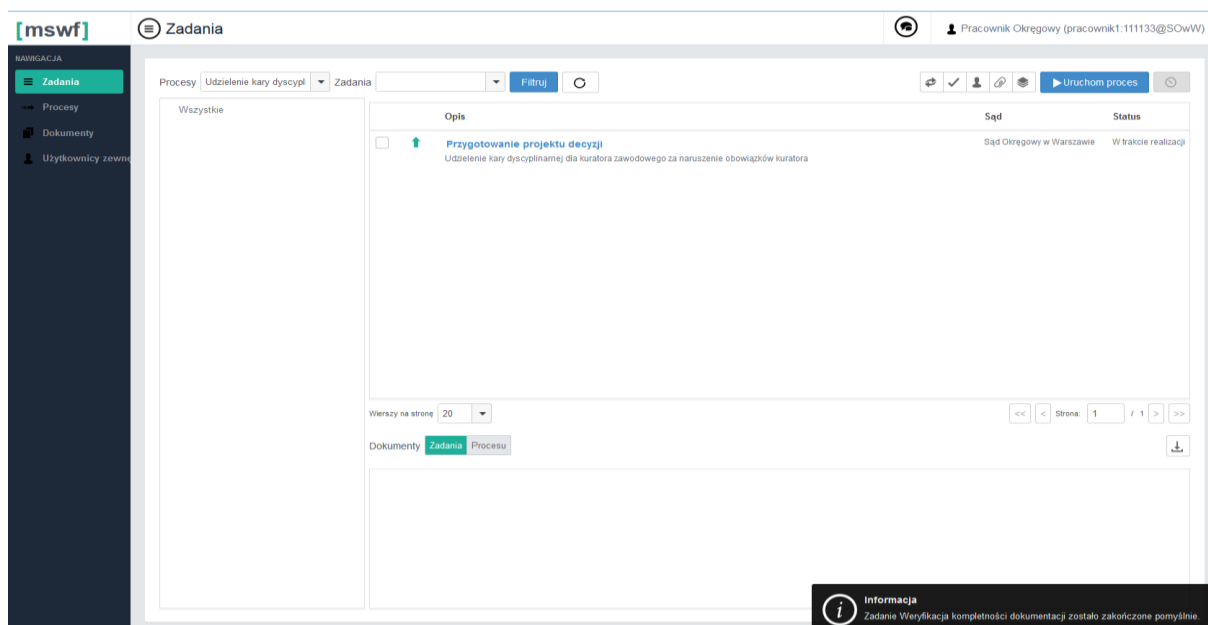 [mswf]
Zadania
Pracownik Okręgowy (pracownik1:111133@SOwW)
NAWIGACJA
Zadania
Procesy
Dokumenty
Użytkownicy zewnę
Procesy Udzielenie kary dyscypl Zadania Filtruj Uruchom proces
Wszystkie
Opis Sąd Status
Przygotowanie projektu decyzji Sąd Okręgowy w Warszawie W trakcie realizacji
Udzielenie kary dyscyplinarnej dla kuratora zawodowego za naruszenie obowiązków kuratora
Wierszy na stronę 20 << < Strona: 1 / 1 > >>
Dokumenty Zadania Procesu
Informacja
Zadanie Weryfikacja kompletności dokumentacji zostało zakończone pomyślnie.